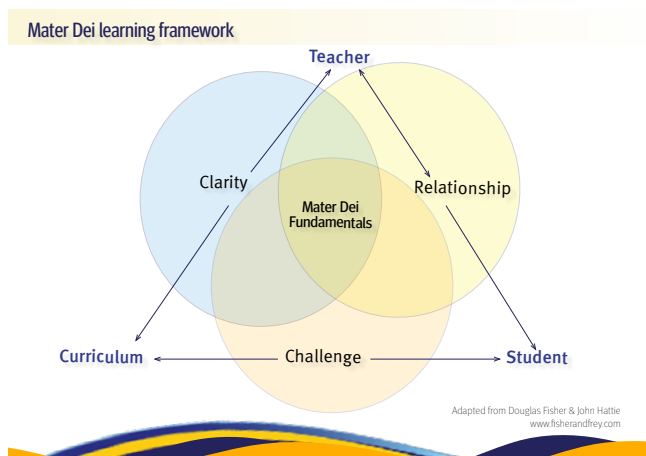 Mater Dei learning framework
Teacher
Clarity
Relationship
Mater Dei
Fundamentals
Curriculum
Challenge
Student
Adapted from Douglas Fisher & John Hattie
www.fisherandfrey.com